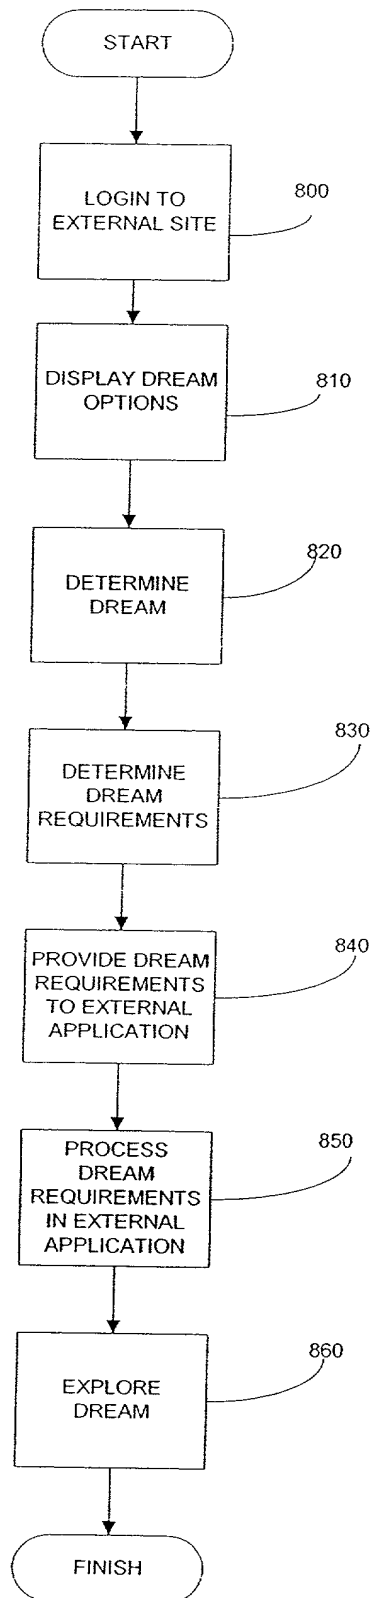 START
LOGIN TO
EXTERNAL SITE
800
DISPLAY DREAM
OPTIONS
810
DETERMINE
DREAM
820
DETERMINE
DREAM
REQUIREMENTS
830
PROVIDE DREAM
REQUIREMENTS
TO EXTERNAL
APPLICATION
840
PROCESS
DREAM
REQUIREMENTS
IN EXTERNAL
APPLICATION
850
EXPLORE
DREAM
860
FINISH